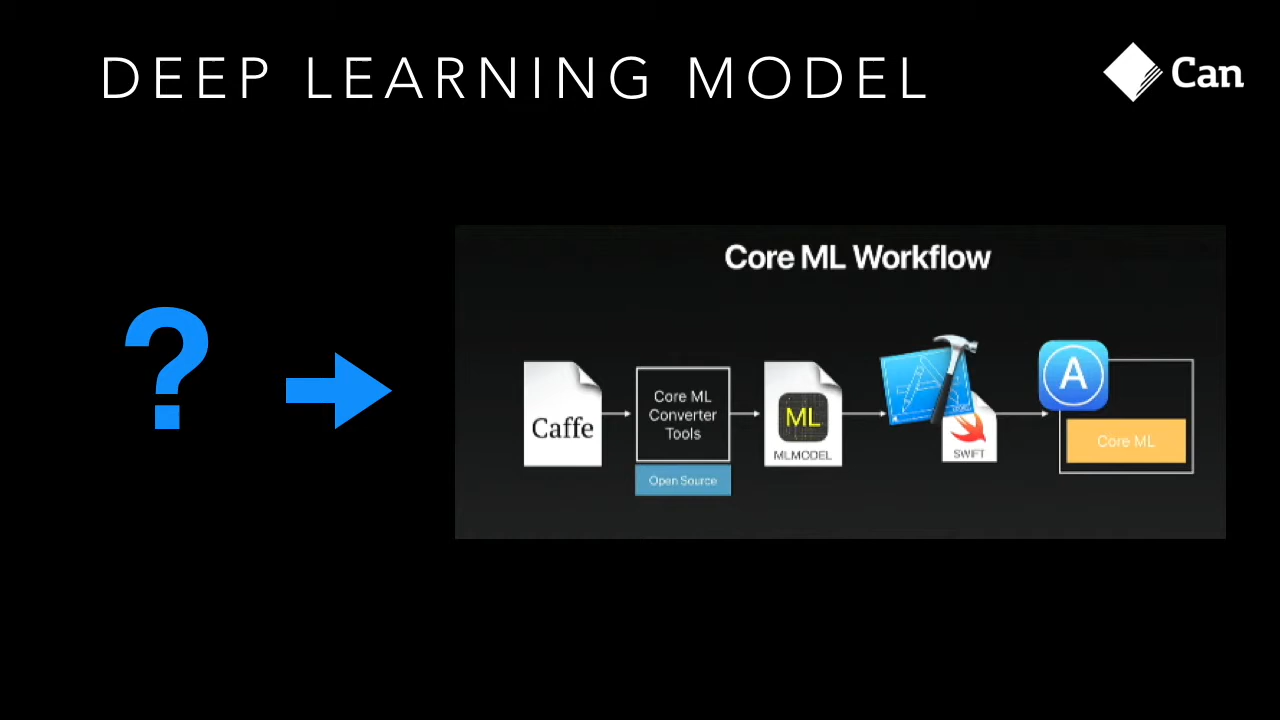 DEEP LEARNING MODEL
Can
Core ML Workflow
?
Caffe
Core ML
Converter
Tools
Open Source
ML
MLMODEL
SWIFT
A
Core ML